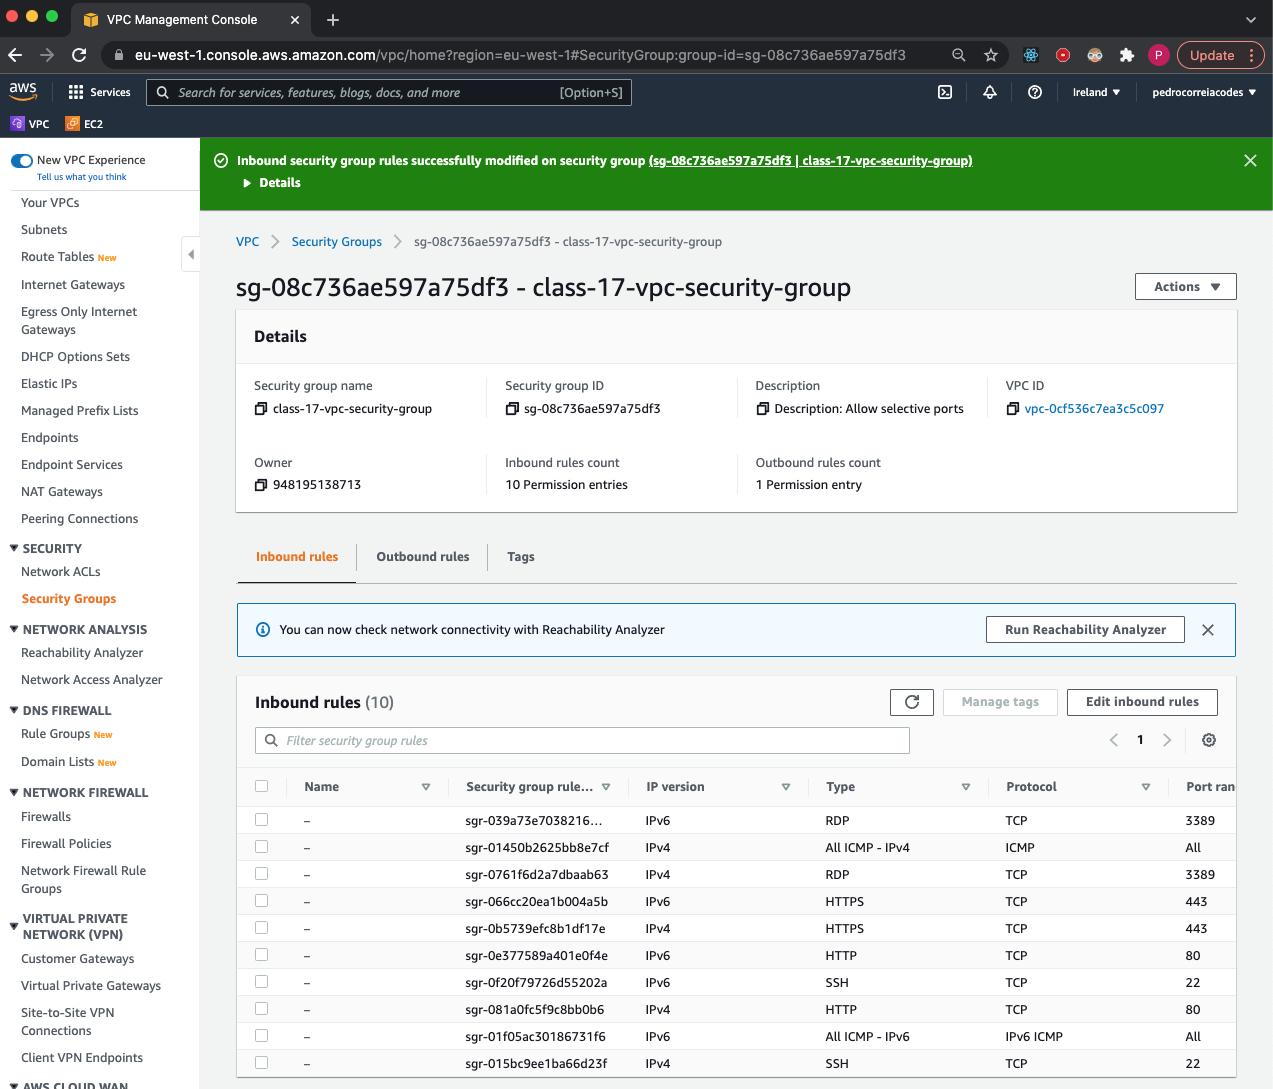 VPC Management Console
eu-west-1.console.aws.amazon.com/vpc/home?region=eu-west-1#SecurityGroup:group-id=sg-08c736ae597a75df3
P
Update
aws
Services
Search for services, features, blogs, docs, and more
[Option+S]
Ireland
pedrocorreiacodes
VPC
EC2
New VPC Experience
Tell us what you think
Your VPCs
Subnets
Route Tables New
Internet Gateways
Egress Only Internet
Gateways
DHCP Options Sets
Elastic IPs
Managed Prefix Lists
Endpoints
Endpoint Services
NAT Gateways
Peering Connections
SECURITY
Network ACLs
Security Groups
NETWORK ANALYSIS
Reachability Analyzer
Network Access Analyzer
DNS FIREWALL
Rule Groups New
Domain Lists New
NETWORK FIREWALL
Firewalls
Firewall Policies
Network Firewall Rule
Groups
VIRTUAL PRIVATE
NETWORK (VPN)
Customer Gateways
Virtual Private Gateways
Site-to-Site VPN
Connections
Client VPN Endpoints
AWS CLOUD WAN
Inbound security group rules successfully modified on security group (sg-08c736ae597a75df3 | class-17-vpc-security-group)
Details
VPC
Security Groups
sg-08c736ae597a75df3 - class-17-vpc-security-group
sg-08c736ae597a75df3 - class-17-vpc-security-group
Actions
Details
Security group name
class-17-vpc-security-group
Security group ID
sg-08c736ae597a75df3
Description
Description: Allow selective ports
VPC ID
vpc-0cf536c7ea3c5c097
Owner
948195138713
Inbound rules count
10 Permission entries
Outbound rules count
1 Permission entry
Inbound rules
Outbound rules
Tags
You can now check network connectivity with Reachability Analyzer
Run Reachability Analyzer
Inbound rules (10)
Manage tags
Edit inbound rules
Filter security group rules
1
Name Security group rule... IP version Type Protocol Port ran
– sgr-039a73e7038216... IPv6 RDP TCP 3389
– sgr-01450b2625bb8e7cf IPv4 All ICMP - IPv4 ICMP All
– sgr-0761f6d2a7dbaab63 IPv4 RDP TCP 3389
– sgr-066cc20ea1b004a5b IPv6 HTTPS TCP 443
– sgr-0b5739efc8b1df17e IPv4 HTTPS TCP 443
– sgr-0e377589a401e0f4e IPv6 HTTP TCP 80
– sgr-0f20f79726d55202a IPv6 SSH TCP 22
– sgr-081a0fc5f9c8bb0b6 IPv4 HTTP TCP 80
– sgr-01f05ac30186731f6 IPv6 All ICMP - IPv6 IPv6 ICMP All
– sgr-015bc9ee1ba66d23f IPv4 SSH TCP 22